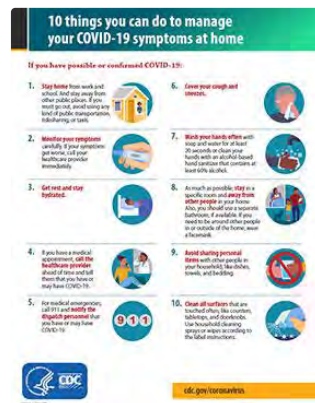 10 things you can do to manage
your COVID-19 symptoms at home
If you have possible or confirmed COVID-19:
1. Stay home from work and
school. And stay away from
other public places. If you
must go out, avoid using any
kind of public transportation,
ridesharing, or taxis.
2. Monitor your symptoms
carefully. If your symptoms
get worse, call your
healthcare provider
immediately.
3. Get rest and stay
hydrated.
4. If you have a medical
appointment, call the
healthcare provider
ahead of time and tell
them that you have or
may have COVID-19.
5. For medical emergencies,
call 911 and notify the
dispatch personnel that
you have or may have
COVID-19.
911
6. Cover your cough and
sneezes.
7. Wash your hands often with
soap and water for at least
20 seconds or clean your
hands with an alcohol-based
hand sanitizer that contains at
least 60% alcohol.
8. As much as possible, stay in a
specific room and away from
other people in your home.
Also, you should use a separate
bathroom, if available. If you
need to be around other people
in or outside of the home, wear
a facemask.
9. Avoid sharing personal
items with other people in
your household, like dishes,
towels, and bedding.
10. Clean all surfaces that are
touched often, like counters,
tabletops, and doorknobs.
Use household cleaning
sprays or wipes according to
the label instructions.
CDC
cdc.gov/coronavirus